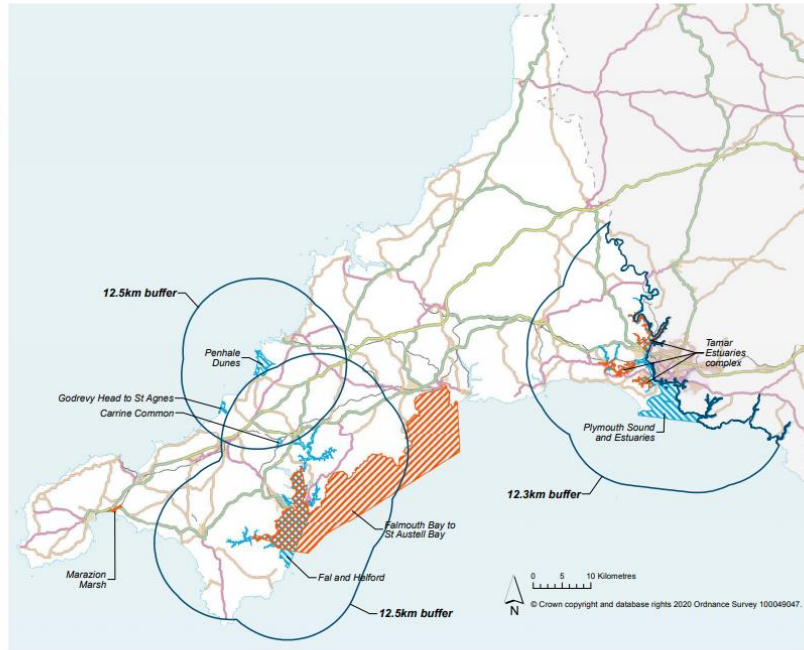 12.5km buffer
Penhale
Dunes
Godrevy Head to St Agnes
Carrine Common
Tamar
Estuaries
complex
Plymouth Sound
and Estuaries
12.3km buffer
Falmouth Bay to
St Austell Bay
Marazion
Marsh
Fal and Helford
12.5km buffer
0 5 10 Kilometres
N
© Crown copyright and database rights 2020 Ordnance Survey 100049047.